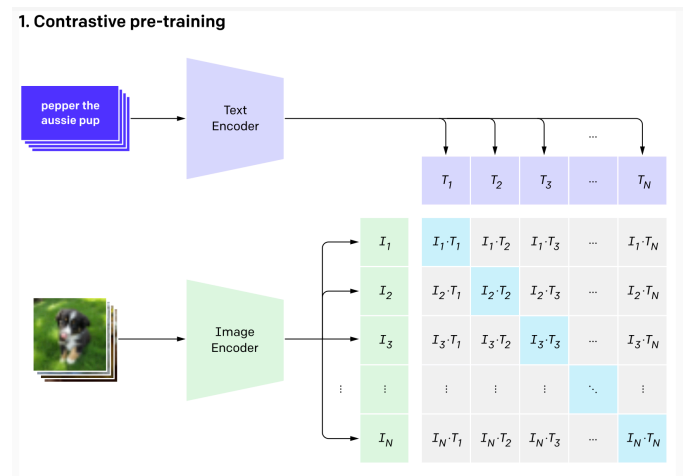 1. Contrastive pre-training
pepper the
aussie pup
Text
Encoder
...
T1 T2 T3 ... TN
I1 I1·T1 I1·T2 I1·T3 ... I1·TN
I2 I2·T1 I2·T2 I2·T3 ... I2·TN
Image
Encoder
I3 I3·T1 I3·T2 I3·T3 ... I3·TN
⋮ ⋮ ⋮ ⋮ ⋮ ⋱ ⋮
IN IN·T1 IN·T2 IN·T3 ... IN·TN